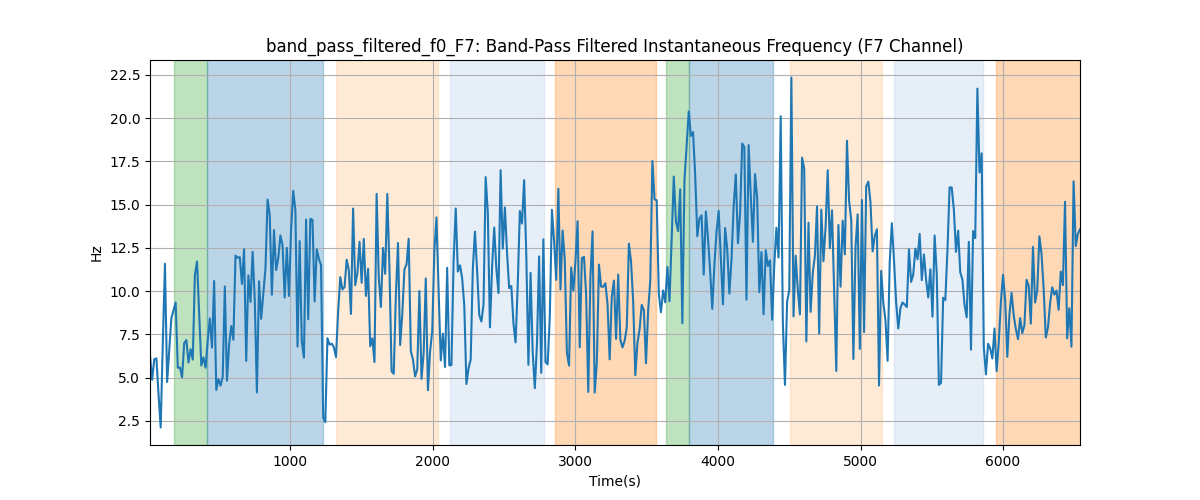 band_pass_filtered_f0_F7: Band-Pass Filtered Instantaneous Frequency (F7 Channel)
22.5
20.0
17.5
15.0
12.5
10.0
7.5
5.0
2.5
Hz
1000 2000 3000 4000 5000 6000
Time(s)